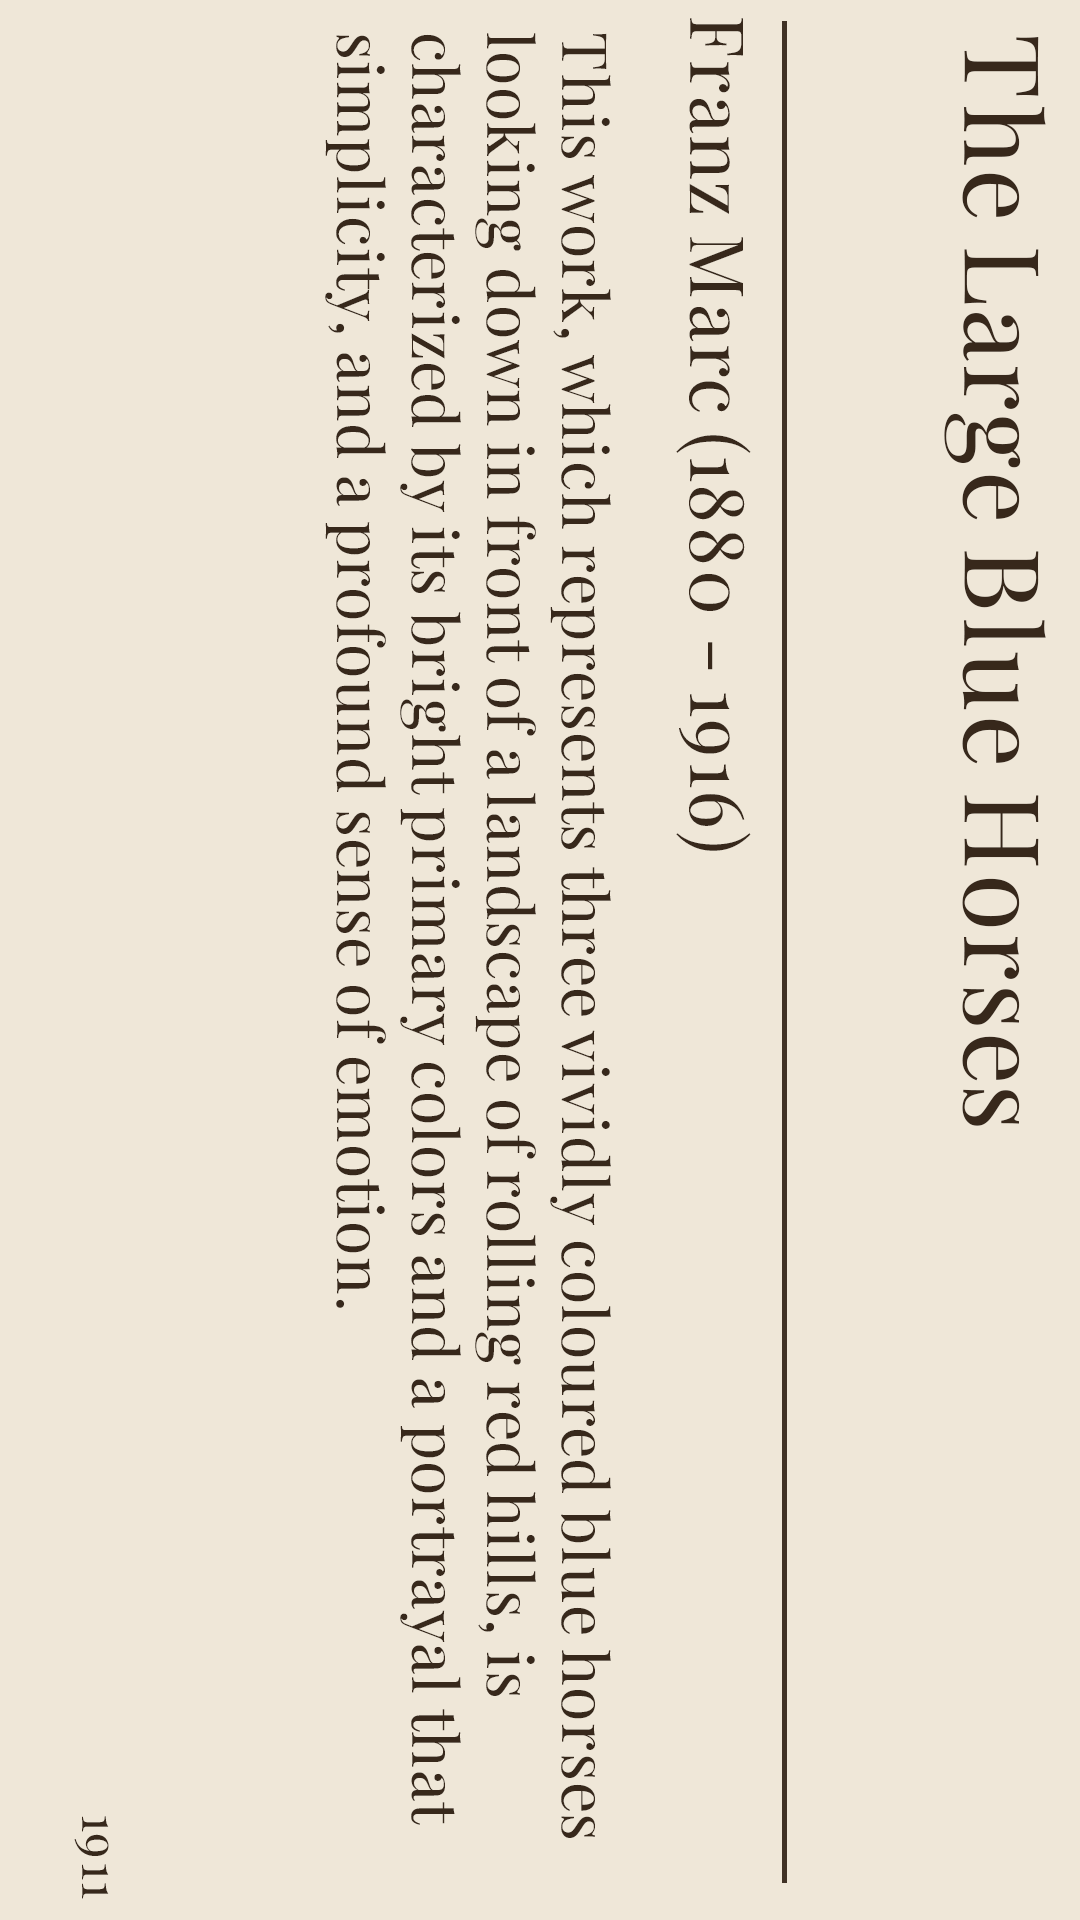 The Large Blue Horses
Franz Marc (1880 – 1916)
This work, which represents three vividly coloured blue horses
looking down in front of a landscape of rolling red hills, is
characterized by its bright primary colors and a portrayal that
simplicity, and a profound sense of emotion.
1911